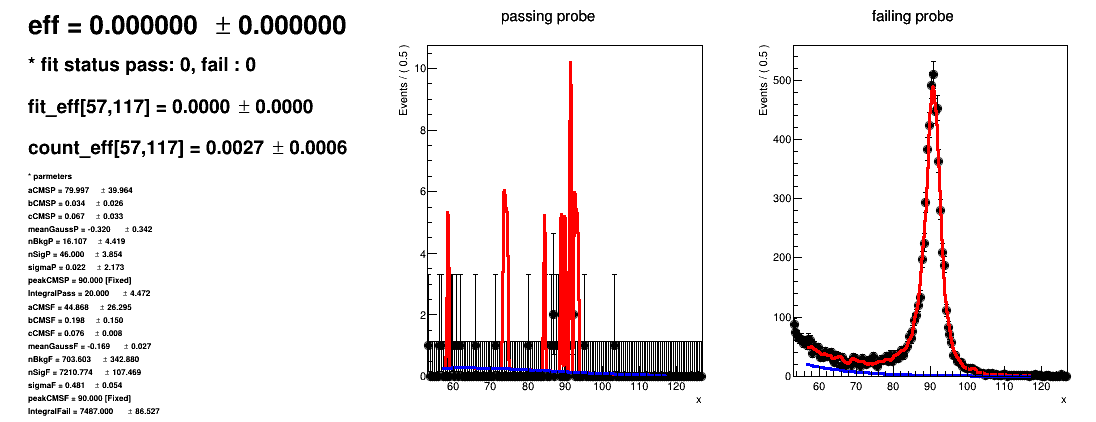 eff = 0.000000 ± 0.000000
* fit status pass: 0, fail : 0
fit_eff[57,117] = 0.0000 ± 0.0000
count_eff[57,117] = 0.0027 ± 0.0006
* parmeters
aCMSP = 79.997 ± 39.964
bCMSP = 0.034 ± 0.026
cCMSP = 0.067 ± 0.033
meanGaussP = -0.320 ± 0.342
nBkgP = 16.107 ± 4.419
nSigP = 46.000 ± 3.854
sigmaP = 0.022 ± 2.173
peakCMSP = 90.000 [Fixed]
IntegralPass = 20.000 ± 4.472
aCMSF = 44.868 ± 26.295
bCMSF = 0.198 ± 0.150
cCMSF = 0.076 ± 0.008
meanGaussF = -0.169 ± 0.027
nBkgF = 703.603 ± 342.880
nSigF = 7210.774 ± 107.469
sigmaF = 0.481 ± 0.054
peakCMSF = 90.000 [Fixed]
IntegralFail = 7487.000 ± 86.527
passing probe
Events / ( 0.5 )
10
8
6
4
2
0
60 70 80 90 100 110 120
x
failing probe
Events / ( 0.5 )
500
400
300
200
100
0
60 70 80 90 100 110 120
x